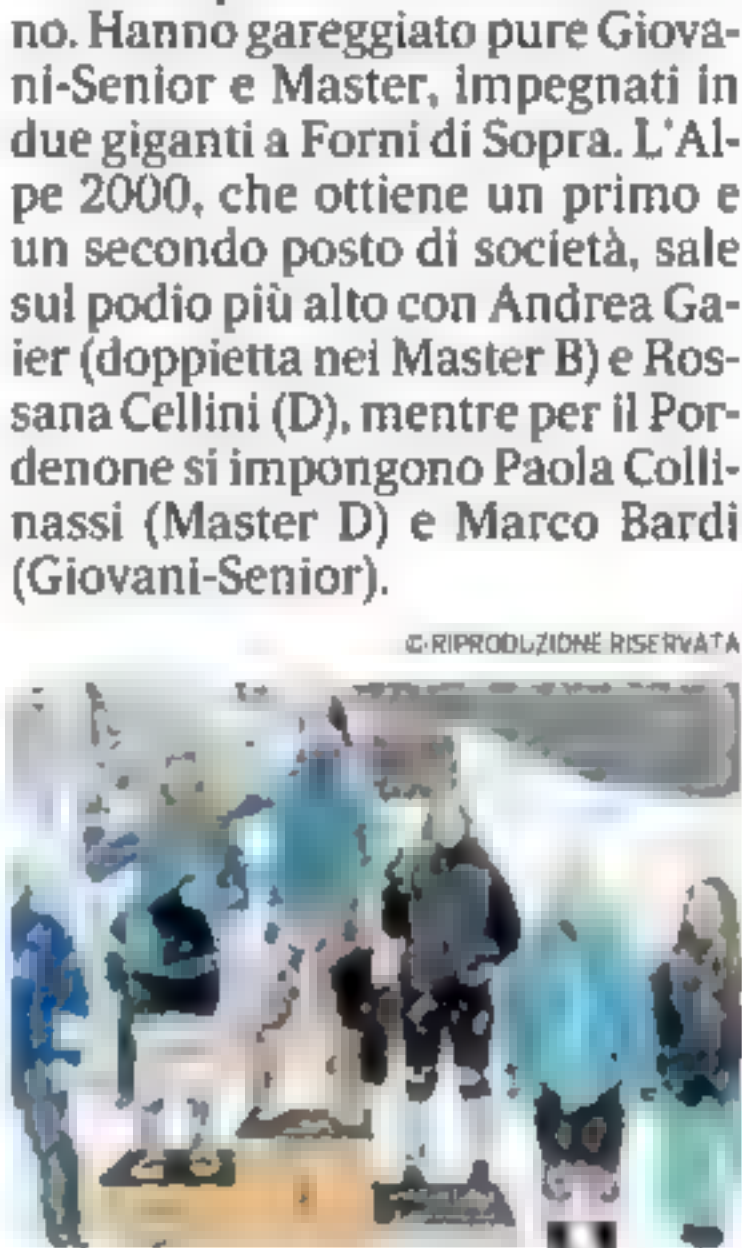 no. Hanno gareggiato pure Giova-
ni-Senior e Master, impegnati in
due giganti a Forni di Sopra. L'Al-
pe 2000, che ottiene un primo e
un secondo posto di società, sale
sul podio più alto con Andrea Ga-
ier (doppietta nei Master B) e Ros-
sana Cellini (D), mentre per il Por-
denone si impongono Paola Colli-
nassi (Master D) e Marco Bardi
(Giovani-Senior).
© RIPRODUZIONE RISERVATA